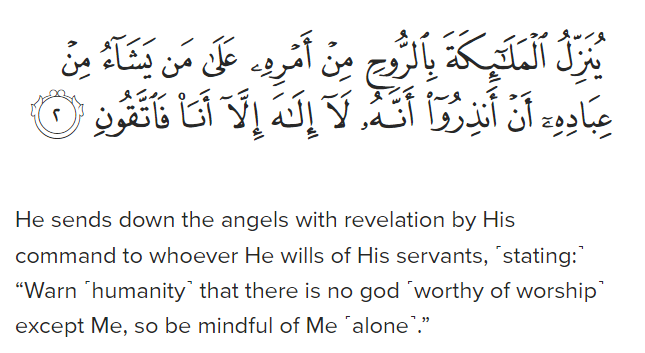 يُنَزِّلُ ٱلْمَلَـٰٓئِكَةَ بِٱلرُّوحِ مِنْ أَمْرِهِۦ عَلَىٰ مَن يَشَآءُ مِنْ
عِبَادِهِۦٓ أَنْ أَنذِرُوٓا۟ أَنَّهُۥ لَآ إِلَـٰهَ إِلَّآ أَنَا۠ فَٱتَّقُونِ ٢
He sends down the angels with revelation by His
command to whoever He wills of His servants, ˹stating:˺
“Warn ˹humanity˺ that there is no god ˹worthy of worship˺
except Me, so be mindful of Me ˹alone˺.”